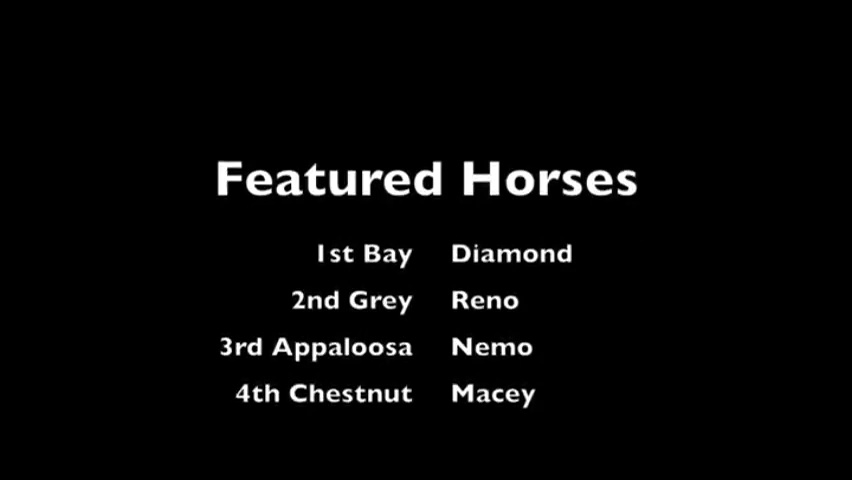 Featured Horses
1st Bay Diamond
2nd Grey Reno
3rd Appaloosa Nemo
4th Chestnut Macey